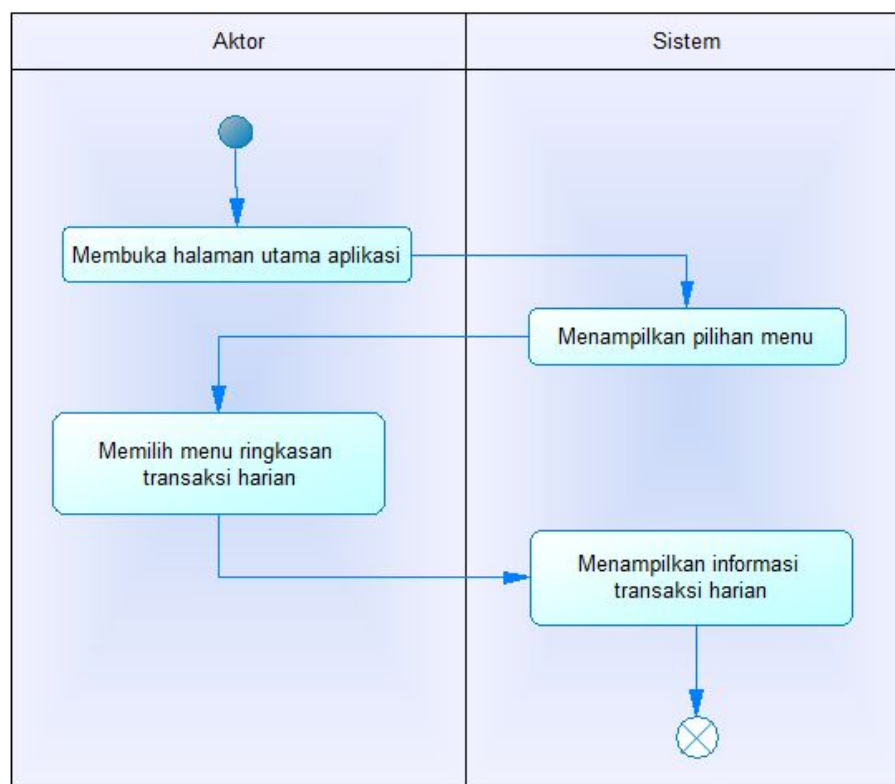 Aktor
Sistem
Membuka halaman utama aplikasi
Menampilkan pilihan menu
Memilih menu ringkasan
transaksi harian
Menampilkan informasi
transaksi harian